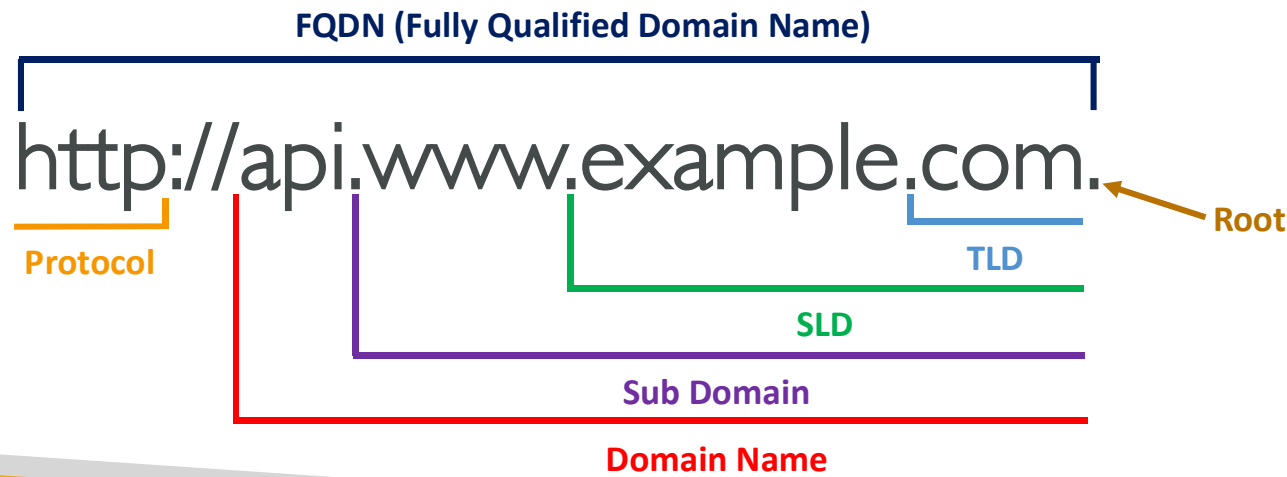 FQDN (Fully Qualified Domain Name)
http://api.www.example.com.
Root
Protocol
TLD
SLD
Sub Domain
Domain Name